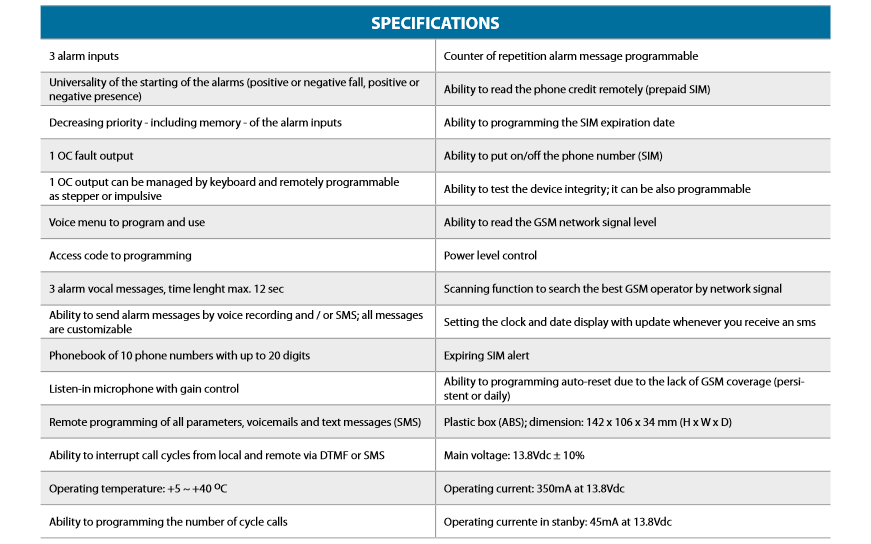 SPECIFICATIONS
3 alarm inputs
Counter of repetition alarm message programmable
Universality of the starting of the alarms (positive or negative fall, positive or
negative presence)
Ability to read the phone credit remotely (prepaid SIM)
Decreasing priority - including memory - of the alarm inputs
Ability to programming the SIM expiration date
1 OC fault output
Ability to put on/off the phone number (SIM)
1 OC output can be managed by keyboard and remotely programmable
as stepper or impulsive
Ability to test the device integrity; it can be also programmable
Voice menu to program and use
Ability to read the GSM network signal level
Access code to programming
Power level control
3 alarm vocal messages, time lenght max. 12 sec
Scanning function to search the best GSM operator by network signal
Ability to send alarm messages by voice recording and / or SMS; all messages
are customizable
Setting the clock and date display with update whenever you receive an sms
Phonebook of 10 phone numbers with up to 20 digits
Expiring SIM alert
Listen-in microphone with gain control
Ability to programming auto-reset due to the lack of GSM coverage (persi-
stent or daily)
Remote programming of all parameters, voicemails and text messages (SMS)
Plastic box (ABS); dimension: 142 x 106 x 34 mm (H x W x D)
Ability to interrupt call cycles from local and remote via DTMF or SMS
Main voltage: 13.8Vdc ± 10%
Operating temperature: +5 ~ +40 ºC
Operating current: 350mA at 13.8Vdc
Ability to programming the number of cycle calls
Operating currente in stanby: 45mA at 13.8Vdc